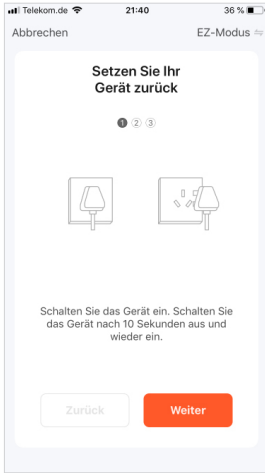 Telekom.de 21:40 36 %
Abbrechen EZ-Modus
Setzen Sie Ihr
Gerät zurück
1 2 3
Schalten Sie das Gerät ein. Schalten Sie
das Gerät nach 10 Sekunden aus und
wieder ein.
Zurück Weiter